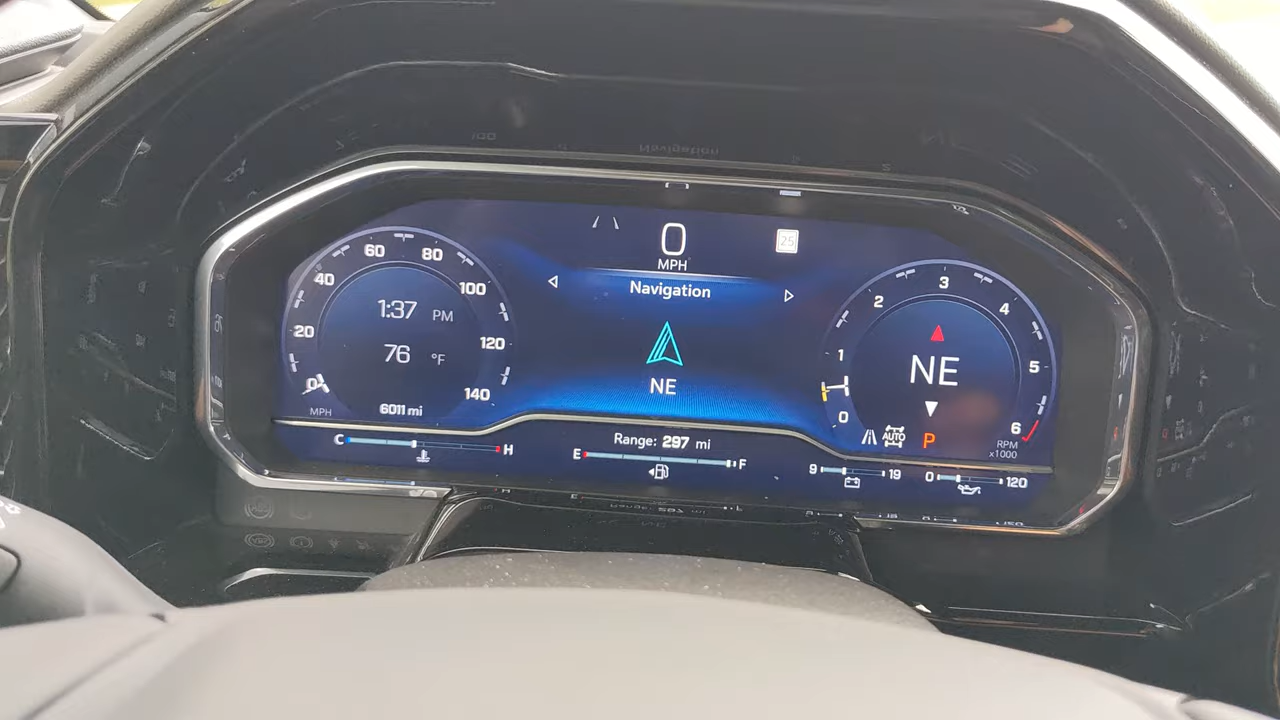 0
25
MPH
Navigation
NE
0
20
40
60
80
100
120
140
MPH
1:37 PM
76 °F
6011 mi
0
1
2
3
4
5
6
RPM
x1000
NE
AUTO
P
C H
Range: 297 mi
E F
9 19
0 120